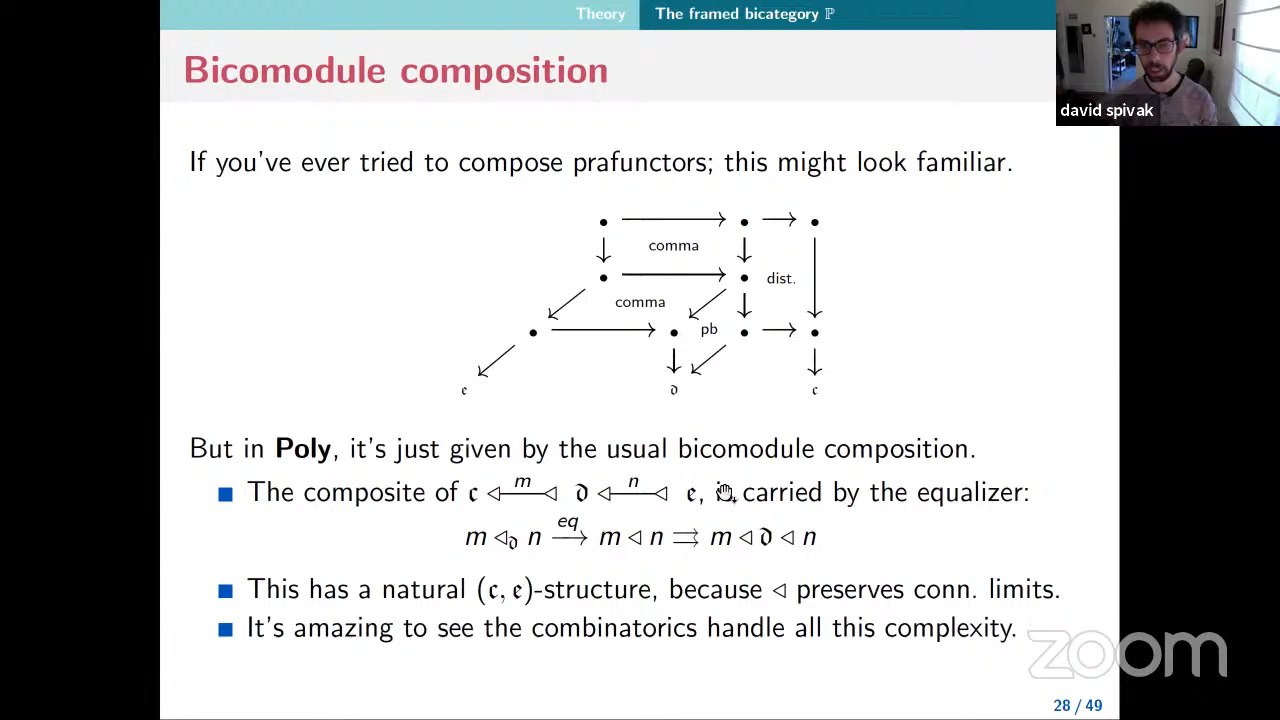 Theory The framed bicategory ℙ
Bicomodule composition
david spivak
If you've ever tried to compose prafunctors; this might look familiar.
comma
dist.
comma
pb
𝔢 𝔡 𝔠
But in Poly, it's just given by the usual bicomodule composition.
The composite of 𝔠 ◁—m—◁ 𝔡 ◁—n—◁ 𝔢, is carried by the equalizer:
m ◁_𝔡 n —eq→ m ◁ n ⇉ m ◁ 𝔡 ◁ n
This has a natural (𝔠, 𝔢)-structure, because ◁ preserves conn. limits.
It's amazing to see the combinatorics handle all this complexity.
zoom
28 / 49